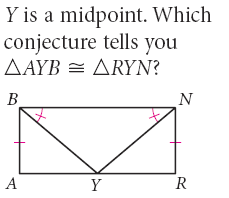 Y is a midpoint. Which
conjecture tells you
△AYB ≅ △RYN?
B N
A Y R